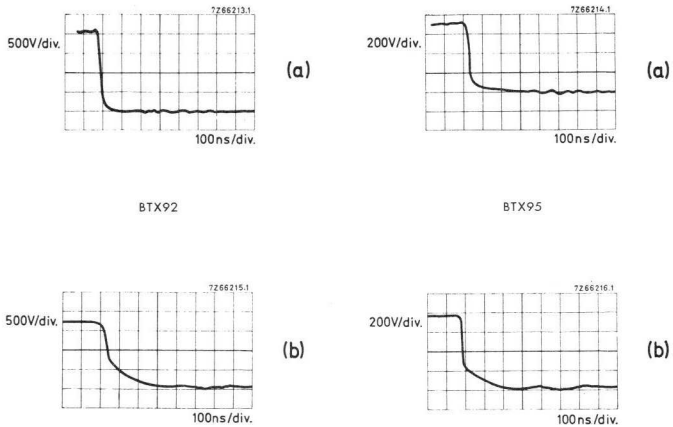 7Z66213.1
500V/div.
(a)
100ns/div.
7Z66214.1
200V/div.
(a)
100ns/div.
BTX92
BTX95
7Z66215.1
500V/div.
(b)
100ns/div.
7Z66216.1
200V/div.
(b)
100ns/div.